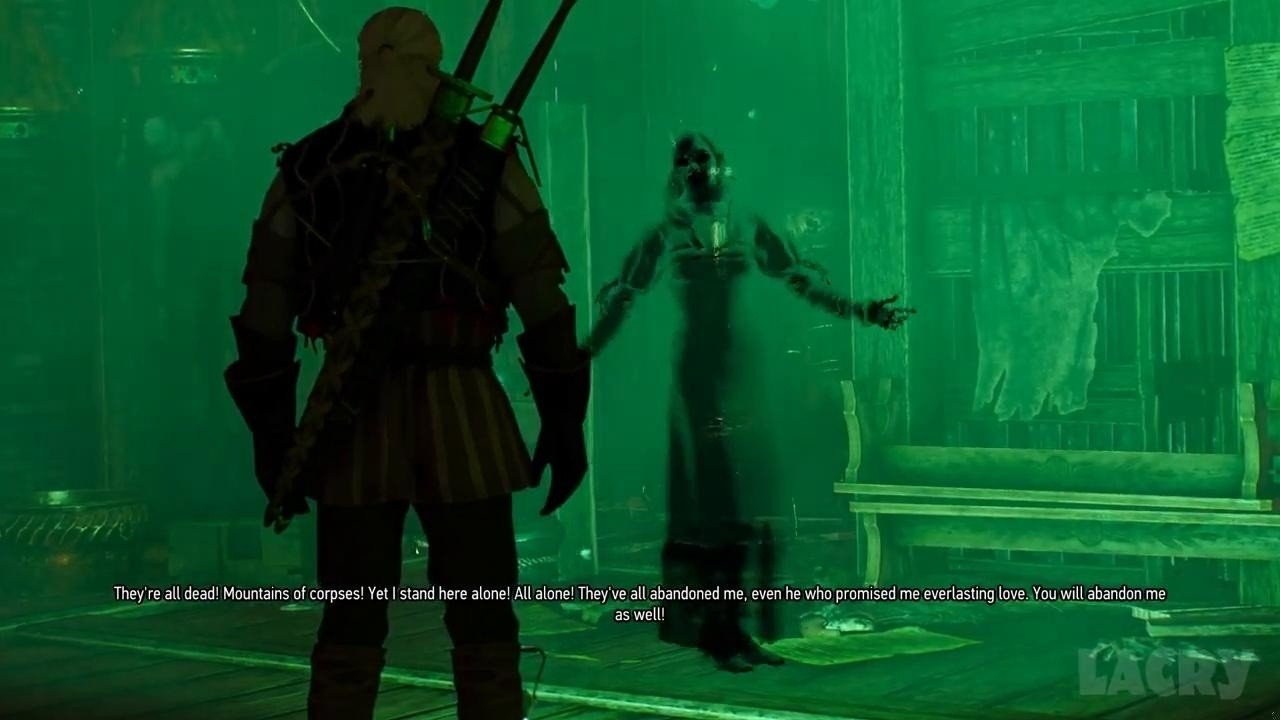 They're all dead! Mountains of corpses! Yet I stand here alone! All alone! They've all abandoned me, even he who promised me everlasting love. You will abandon me
as well!
LACRY